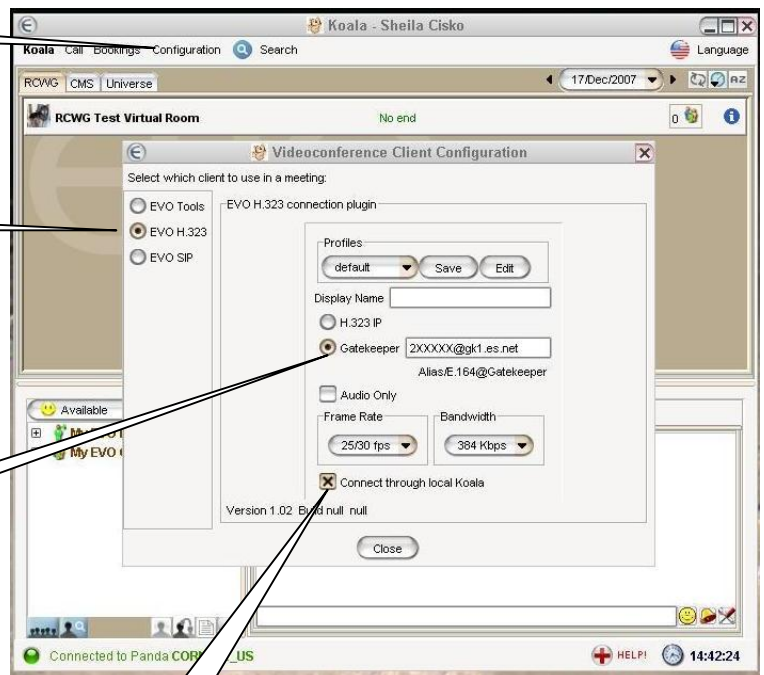 Koala - Sheila Cisko
Koala Call Bookings Configuration Search Language
RCWG CMS Universe 17/Dec/2007 AZ
RCWG Test Virtual Room No end 0
Videoconference Client Configuration
Select which client to use in a meeting:
EVO Tools
EVO H.323
EVO SIP
EVO H.323 connection plugin
Profiles
default Save Edit
Display Name
H.323 IP
Gatekeeper 2XXXXX@gk1.es.net
Alias/E.164@Gatekeeper
Audio Only
Frame Rate Bandwidth
25/30 fps 384 Kbps
Connect through local Koala
Version 1.02 Build null null
Close
Available
My EVO
My EVO
Connected to Panda _US HELP! 14:42:24